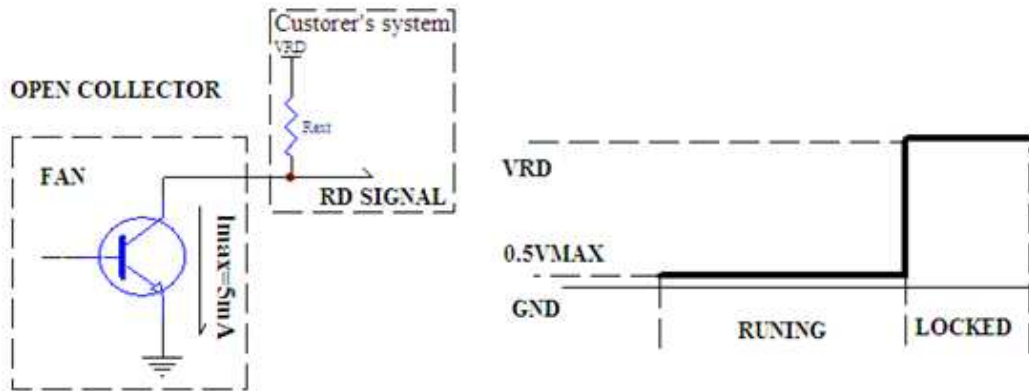 Custorer's system
VRD
OPEN COLLECTOR
Rext
FAN
RD SIGNAL
Imax=5mA
VRD
0.5VMAX
GND
RUNING
LOCKED